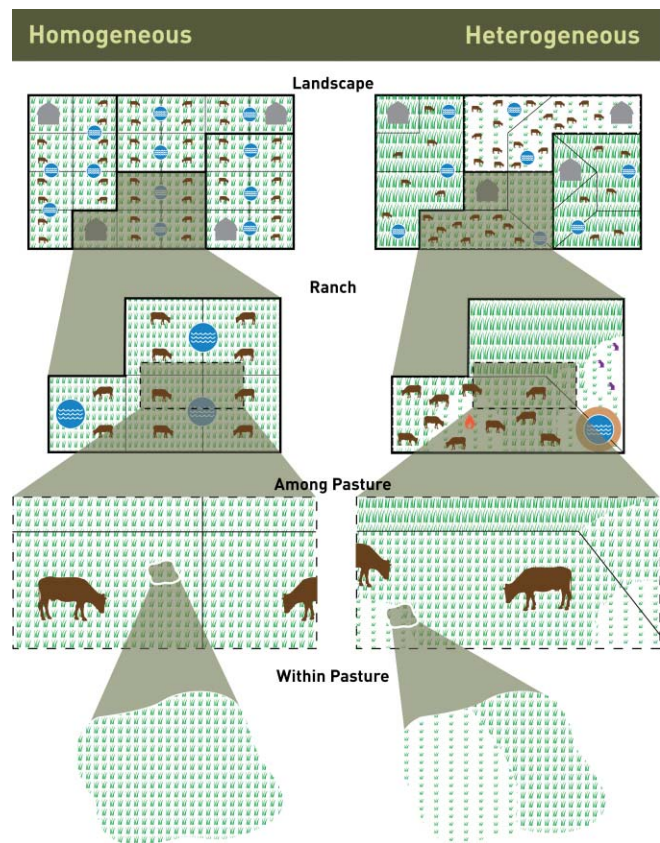 Homogeneous
Heterogeneous
Landscape
Ranch
Among Pasture
Within Pasture